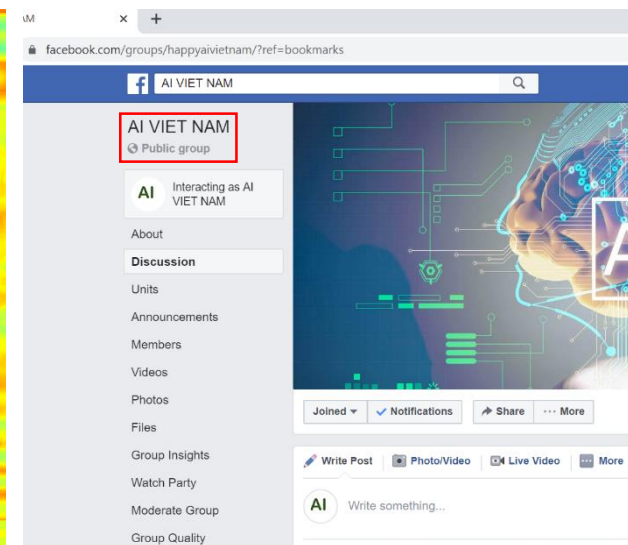 AM × +
facebook.com/groups/happyaivietnam/?ref=bookmarks
f AI VIET NAM
AI VIET NAM
Public group
AI Interacting as AI
VIET NAM
About
Discussion
Units
Announcements
Members
Videos
Photos
Files
Group Insights
Watch Party
Moderate Group
Group Quality
A
Joined Notifications Share ··· More
Write Post Photo/Video Live Video More
AI Write something...